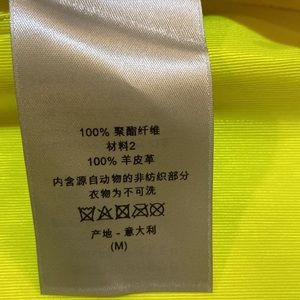 100% 聚酯纤维
材料2
100% 羊皮革
内含源自动物的非纺织部分
衣物为不可洗
产地 - 意大利
(M)